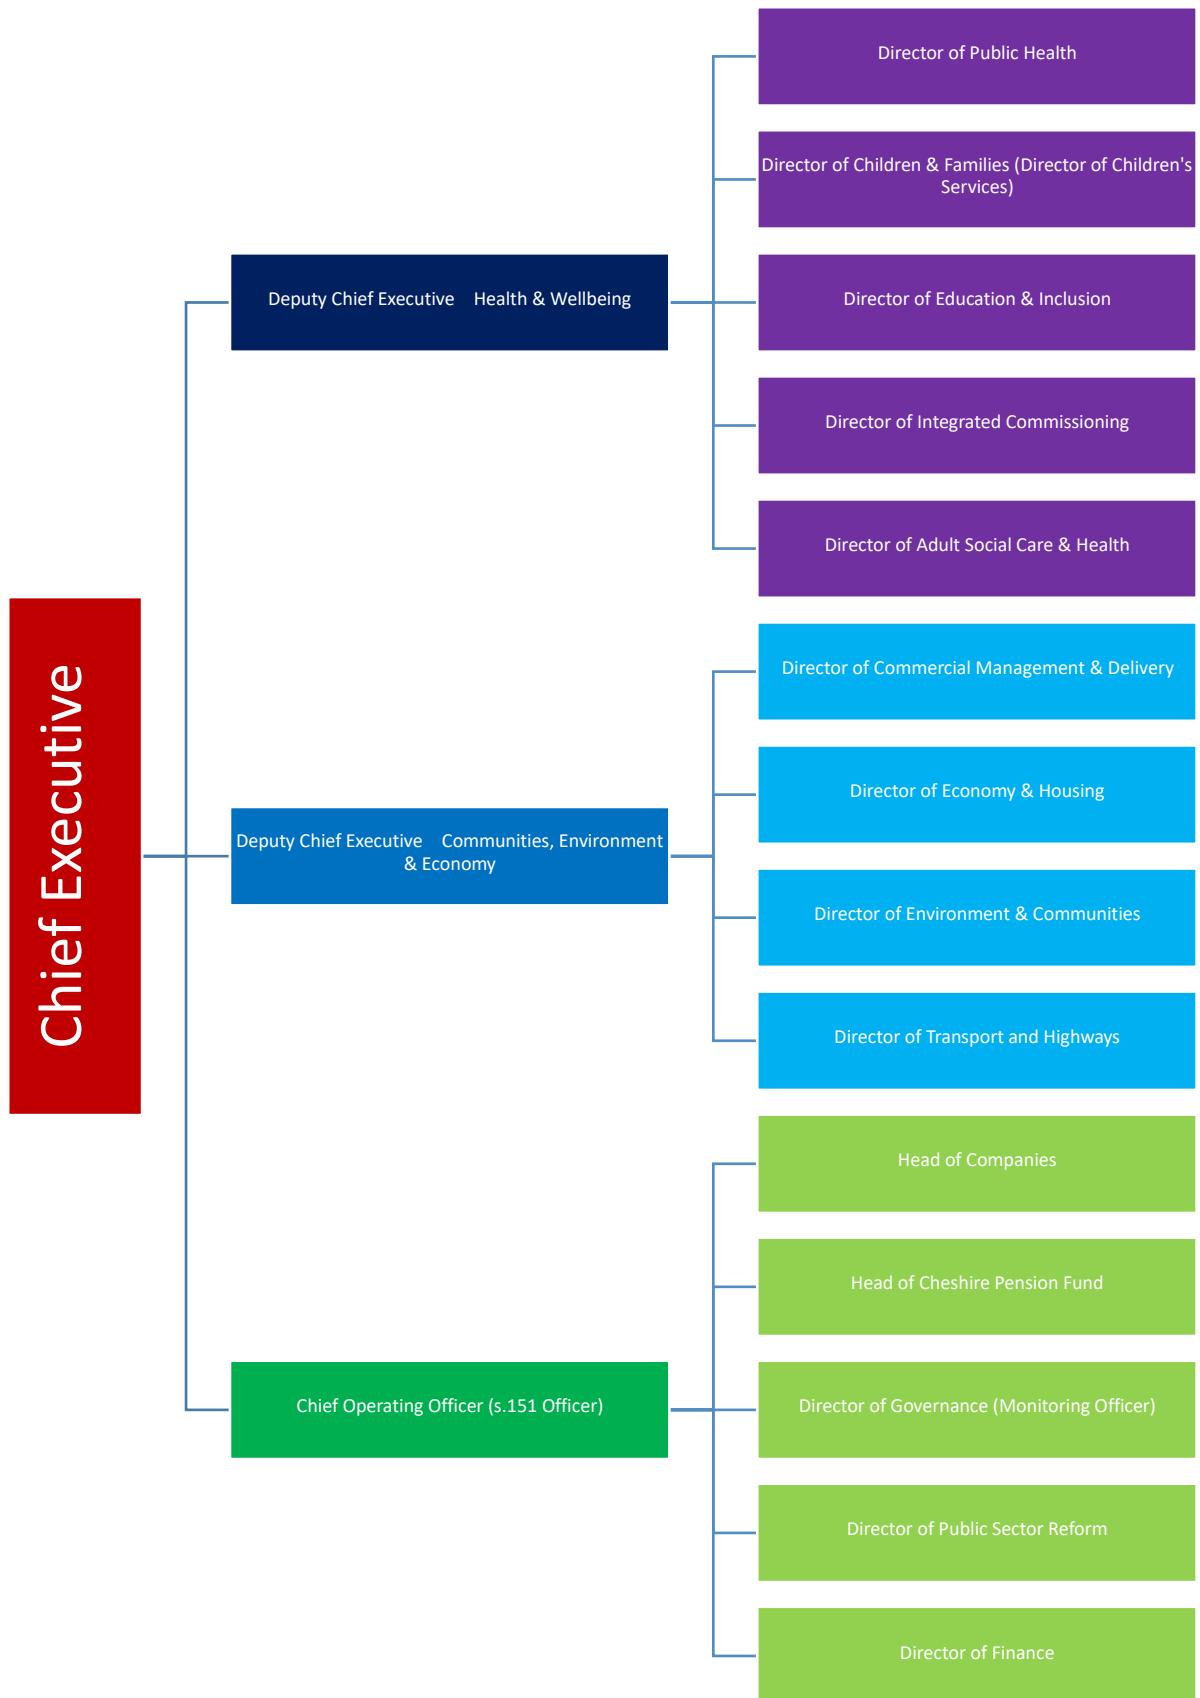 Chief Executive
Deputy Chief Executive Health & Wellbeing
Director of Public Health
Director of Children & Families (Director of Children's
Services)
Director of Education & Inclusion
Director of Integrated Commissioning
Director of Adult Social Care & Health
Deputy Chief Executive Communities, Environment
& Economy
Director of Commercial Management & Delivery
Director of Economy & Housing
Director of Environment & Communities
Director of Transport and Highways
Chief Operating Officer (s.151 Officer)
Head of Companies
Head of Cheshire Pension Fund
Director of Governance (Monitoring Officer)
Director of Public Sector Reform
Director of Finance